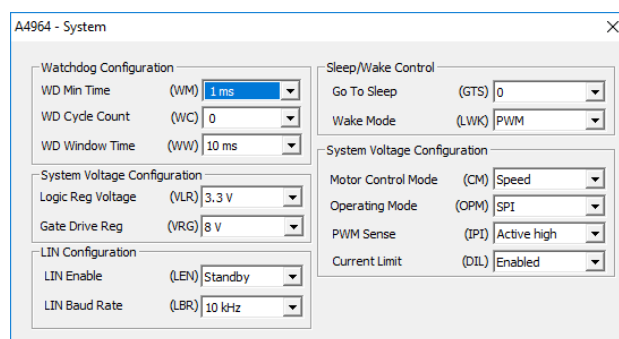 A4964 - System
Watchdog Configuration
WD Min Time (WM) 1 ms
WD Cycle Count (WC) 0
WD Window Time (WW) 10 ms
System Voltage Configuration
Logic Reg Voltage (VLR) 3.3 V
Gate Drive Reg (VRG) 8 V
LIN Configuration
LIN Enable (LEN) Standby
LIN Baud Rate (LBR) 10 kHz
Sleep/Wake Control
Go To Sleep (GTS) 0
Wake Mode (LWK) PWM
System Voltage Configuration
Motor Control Mode (CM) Speed
Operating Mode (OPM) SPI
PWM Sense (IPI) Active high
Current Limit (DIL) Enabled